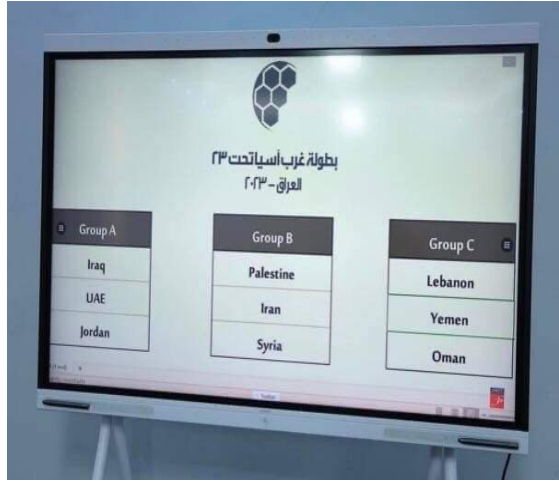 بطولة غرب آسيا تحت ٢٣
العراق – ٢٠٢٣
Group A
Iraq
UAE
Jordan
Group B
Palestine
Iran
Syria
Group C
Lebanon
Yemen
Oman